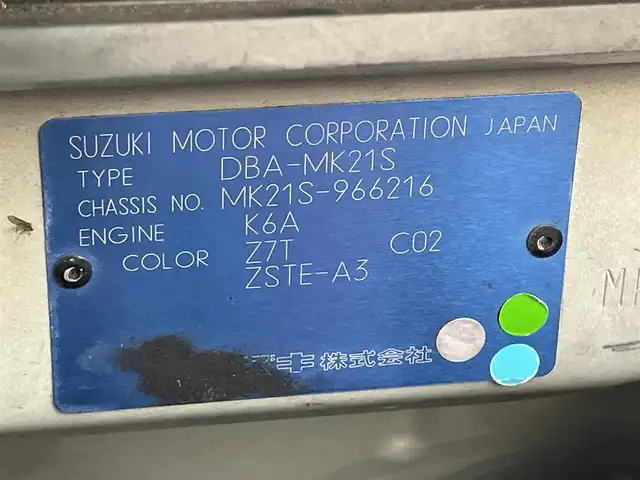 SUZUKI MOTOR CORPORATION JAPAN
TYPE DBA-MK21S
CHASSIS NO. MK21S-966216
ENGINE K6A
COLOR Z7T C02
ZSTE-A3
キ株式会社